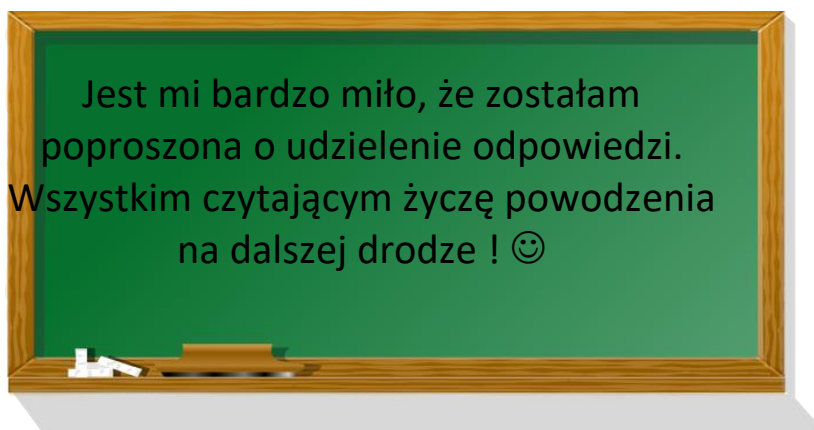 Jest mi bardzo miło, że zostałam
poproszona o udzielenie odpowiedzi.
Wszystkim czytającym życzę powodzenia
na dalszej drodze ! ☺